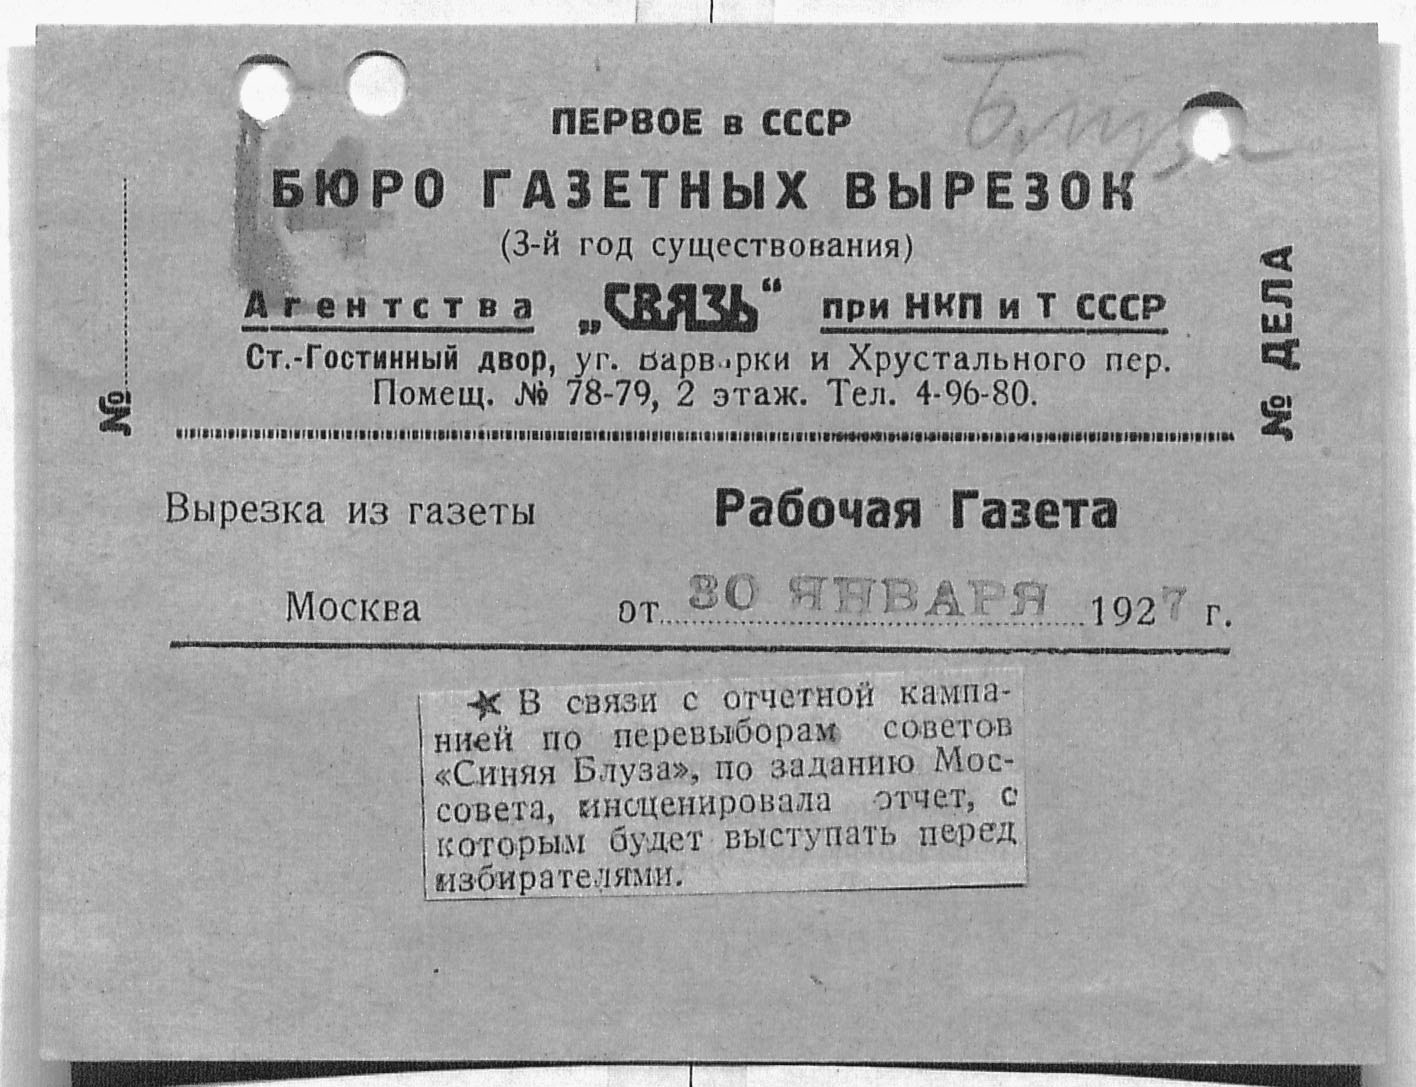 Блуза
ПЕРВОЕ в СССР
БЮРО ГАЗЕТНЫХ ВЫРЕЗОК
(3-й год существования)
Агентства „СВЯЗЬ“ при НКП и Т СССР
Ст.-Гостинный двор, уг. Варварки и Хрустального пер.
Помещ. № 78-79, 2 этаж. Тел. 4-96-80.
№
№ ДЕЛА
Вырезка из газеты Рабочая Газета
Москва от 30 ЯНВАРЯ 1927 г.
В связи с отчетной кампа-
нией по перевыборам советов
«Синяя Блуза», по заданию Мос-
совета, инсценировала отчет, с
которым будет выступать перед
избирателями.